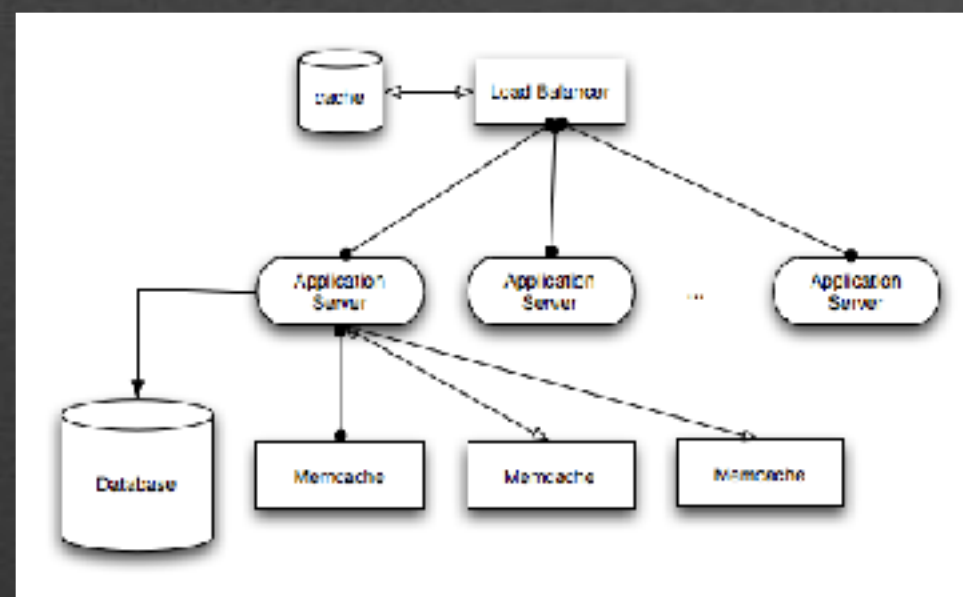 cache
Load Balancer
Application
Server
Application
Server
...
Application
Server
Database
Memcache
Memcache
Memcache